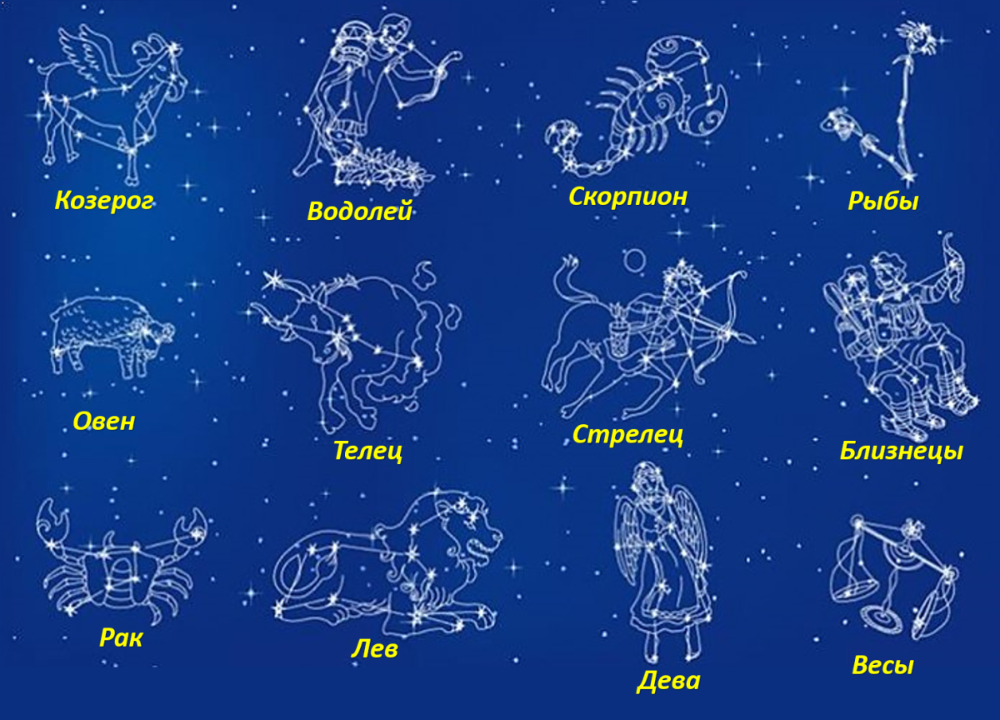 Козерог
Водолей
Скорпион
Рыбы
Овен
Телец
Стрелец
Близнецы
Рак
Лев
Дева
Весы